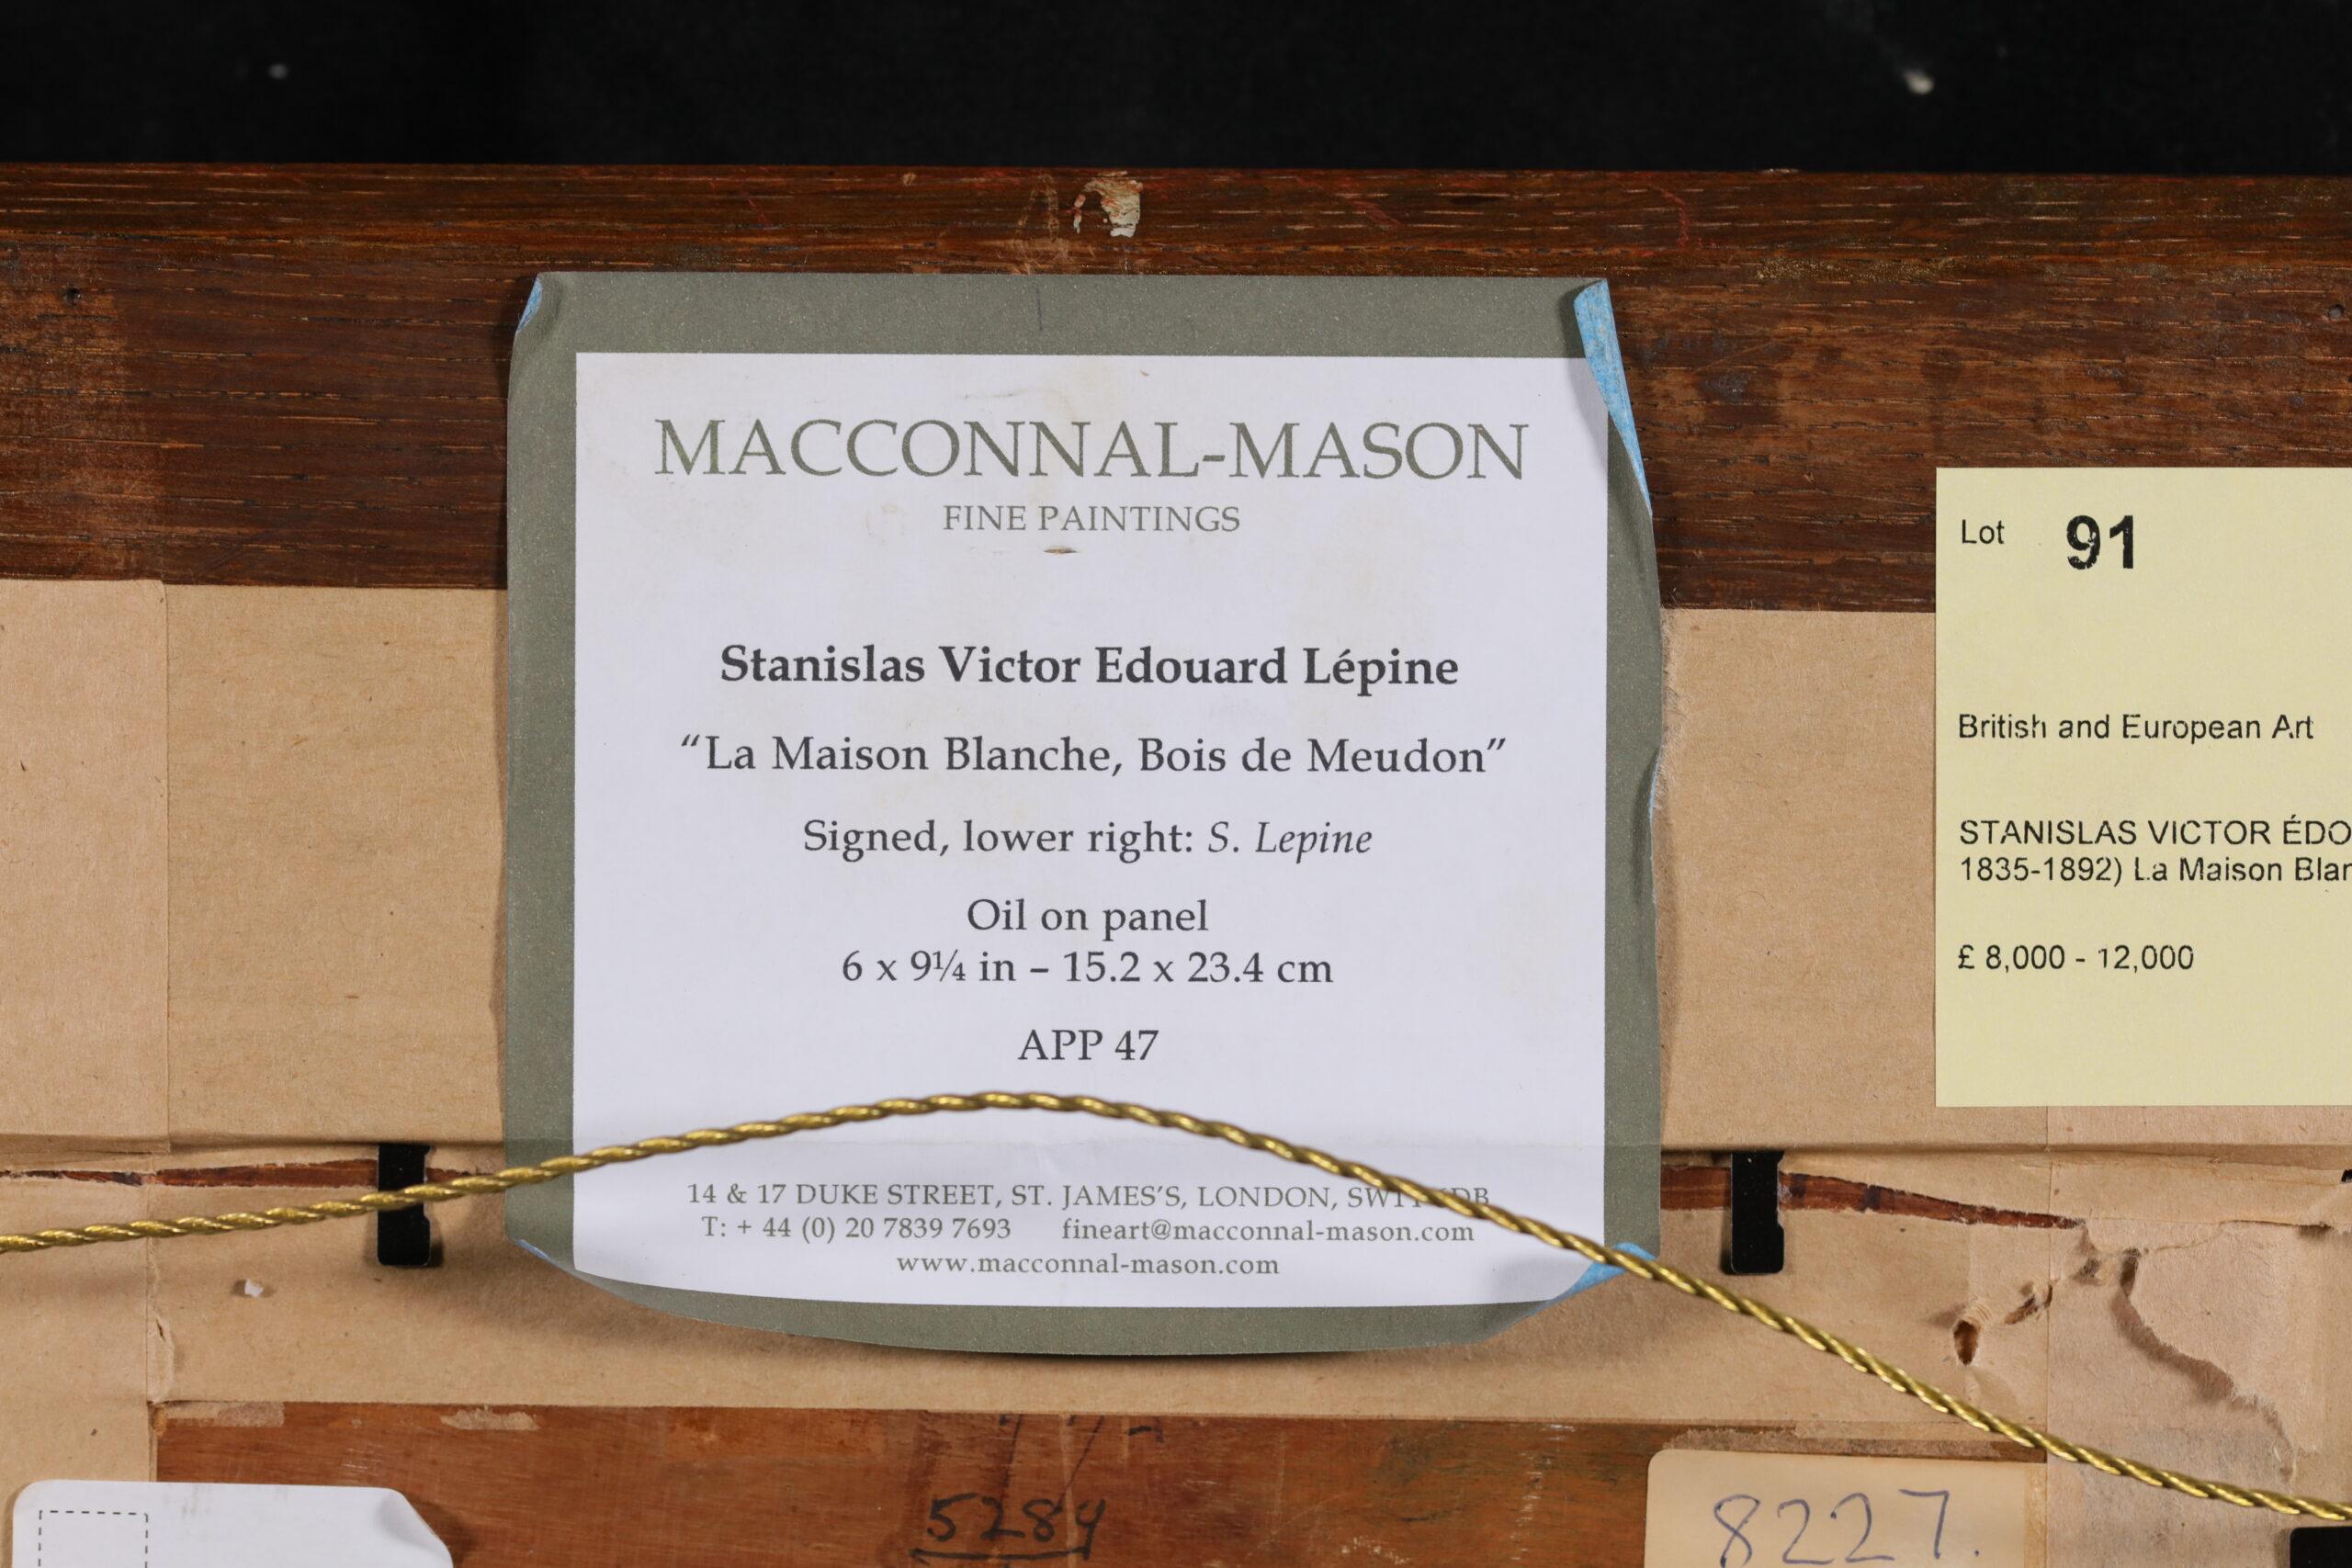 MACCONNAL-MASON
FINE PAINTINGS
Stanislas Victor Edouard Lépine
“La Maison Blanche, Bois de Meudon”
Signed, lower right: S. Lepine
Oil on panel
6 x 9¼ in – 15.2 x 23.4 cm
APP 47
14 & 17 DUKE STREET, ST. JAMES’S, LONDON,
T: + 44 (0) 20 7839 7693 fineart@macconnal-mason.com
www.macconnal-mason.com
Lot 91
British and European Art
STANISLAS VICTOR ÉDO
1835-1892) La Maison Blan
£ 8,000 - 12,000
5284
8227.